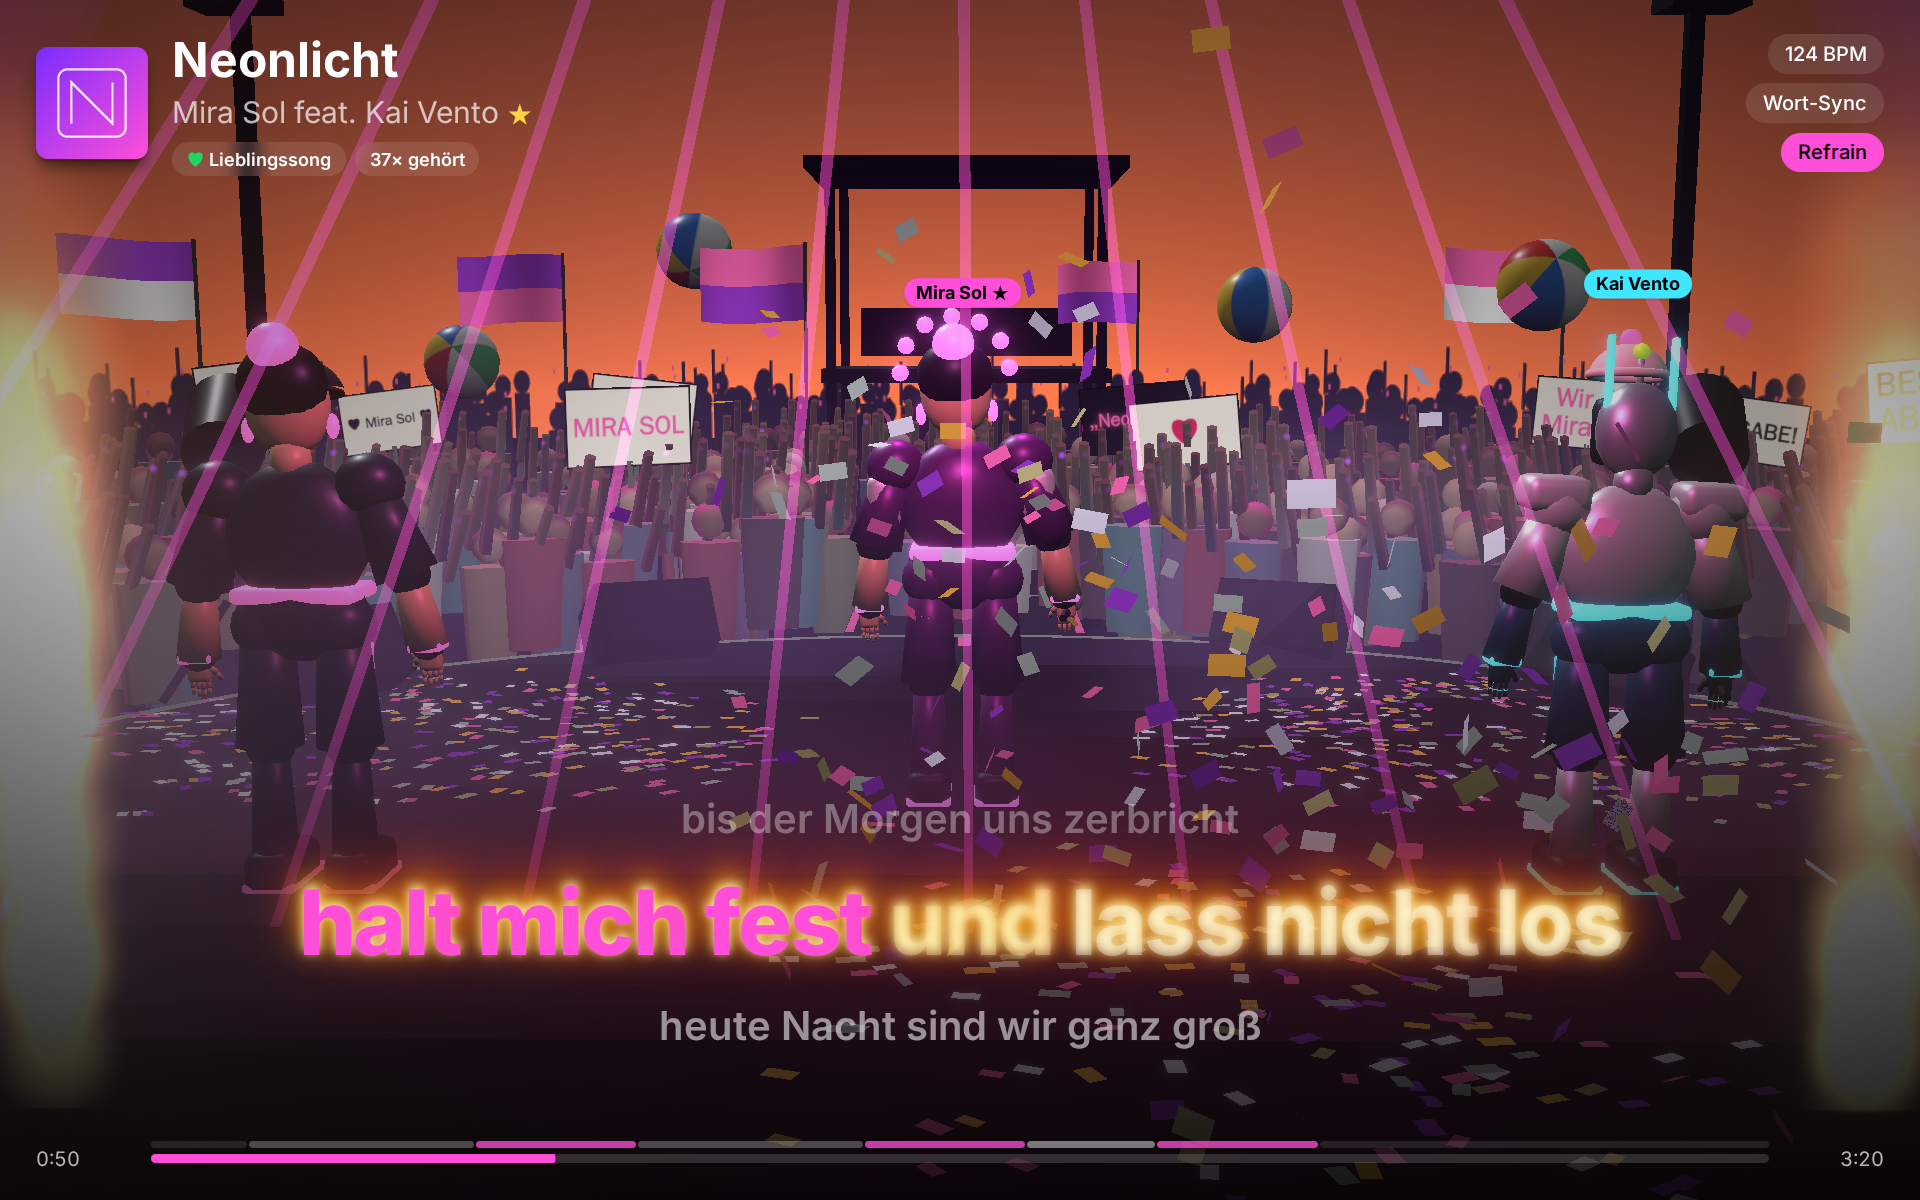 N
Neonlicht
Mira Sol feat. Kai Vento ★
Lieblingssong
37× gehört
124 BPM
Wort-Sync
Refrain
Mira Sol ★
Kai Vento
♥ Mira Sol ♥
MIRA SOL
Wir
Mira
bis der Morgen uns zerbricht
halt mich fest und lass nicht los
heute Nacht sind wir ganz groß
0:50
3:20